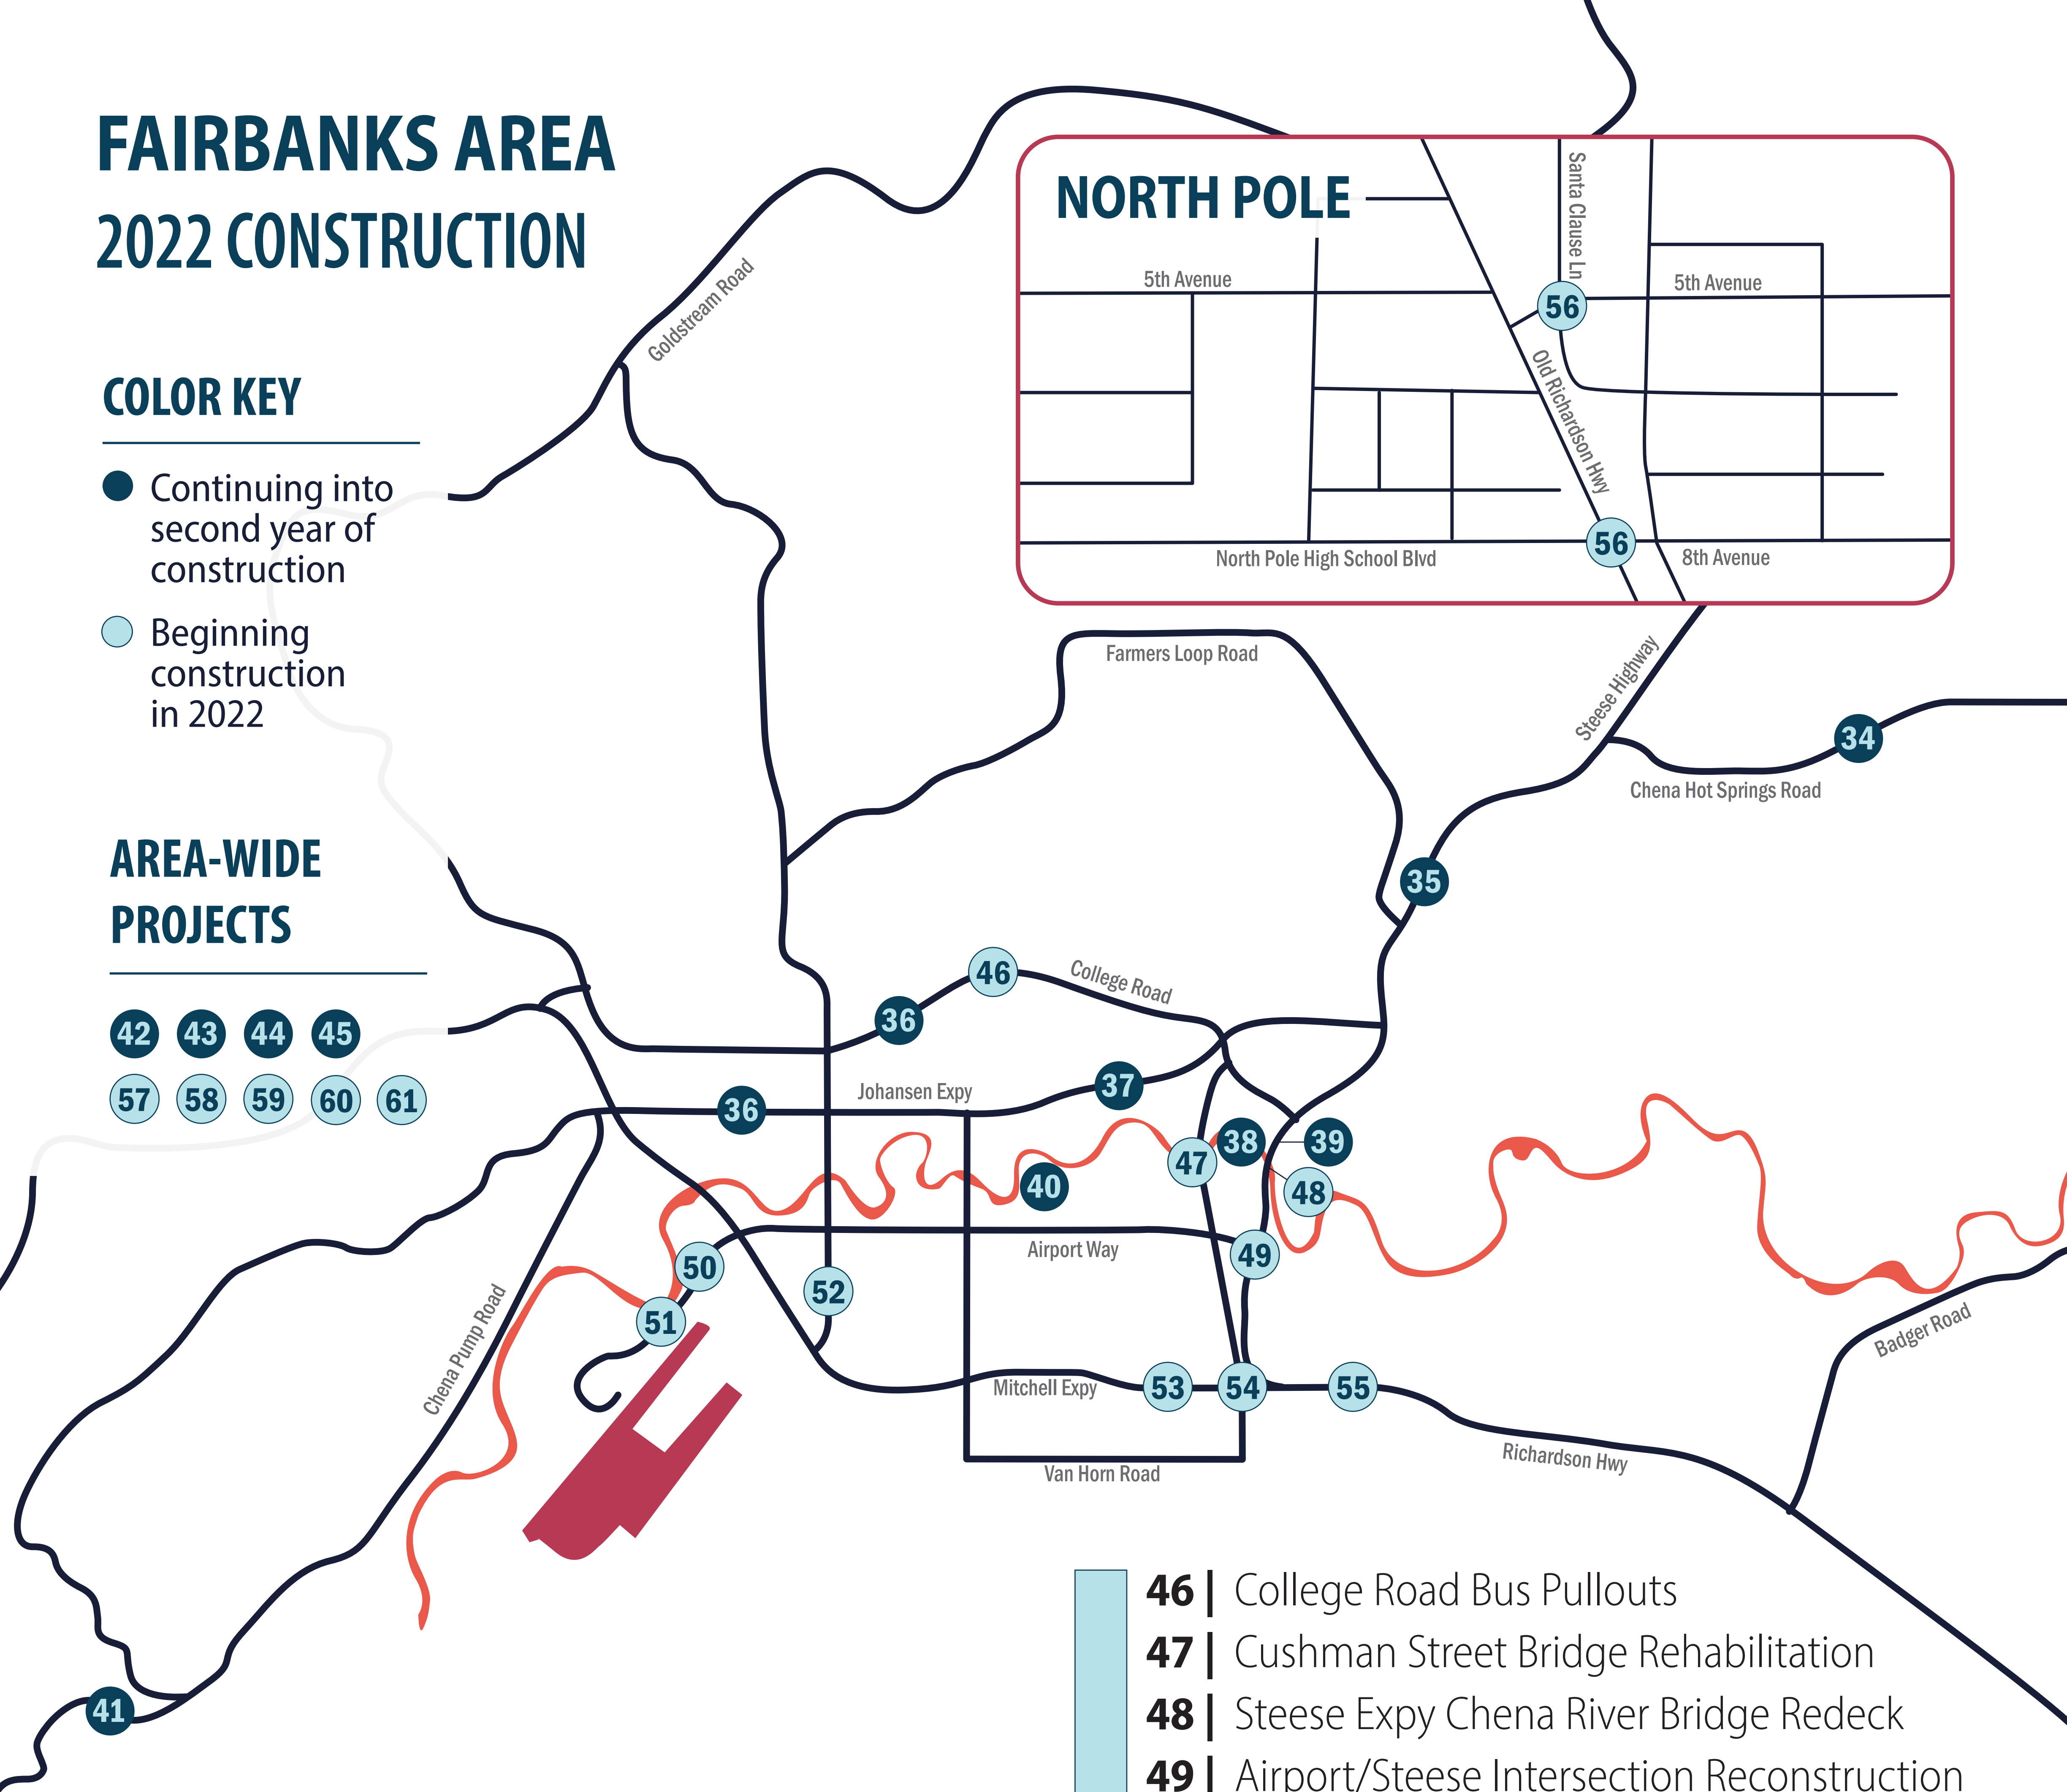 FAIRBANKS AREA
2022 CONSTRUCTION
COLOR KEY
Continuing into
second year of
construction
Beginning
construction
in 2022
AREA-WIDE
PROJECTS
42 43 44 45
57 58 59 60 61
NORTH POLE
Santa Clause Ln
5th Avenue
5th Avenue
56
Old Richardson Hwy
56
North Pole High School Blvd
8th Avenue
Goldstream Road
Farmers Loop Road
Steese Highway
34
Chena Hot Springs Road
35
46
College Road
36
37
Johansen Expy
36
38
39
47
40
48
Airport Way
49
50
52
51
Chena Pump Road
Badger Road
Mitchell Expy
53
54
55
Richardson Hwy
Van Horn Road
41
46 | College Road Bus Pullouts
47 | Cushman Street Bridge Rehabilitation
48 | Steese Expy Chena River Bridge Redeck
49 | Airport/Steese Intersection Reconstruction